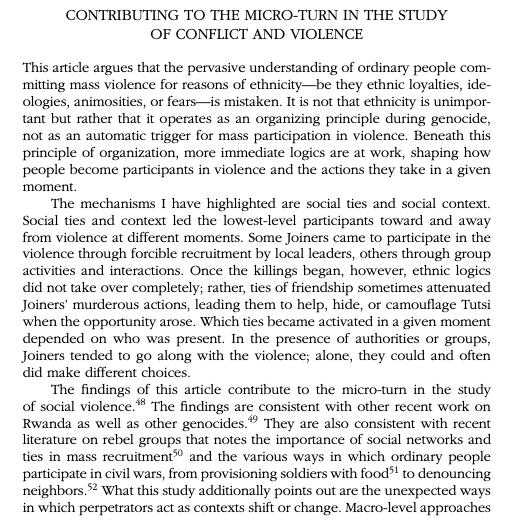 CONTRIBUTING TO THE MICRO-TURN IN THE STUDY
OF CONFLICT AND VIOLENCE
This article argues that the pervasive understanding of ordinary people com-
mitting mass violence for reasons of ethnicity—be they ethnic loyalties, ide-
ologies, animosities, or fears—is mistaken. It is not that ethnicity is unimpor-
tant but rather that it operates as an organizing principle during genocide,
not as an automatic trigger for mass participation in violence. Beneath this
principle of organization, more immediate logics are at work, shaping how
people become participants in violence and the actions they take in a given
moment.
The mechanisms I have highlighted are social ties and social context.
Social ties and context led the lowest-level participants toward and away
from violence at different moments. Some Joiners came to participate in the
violence through forcible recruitment by local leaders, others through group
activities and interactions. Once the killings began, however, ethnic logics
did not take over completely; rather, ties of friendship sometimes attenuated
Joiners' murderous actions, leading them to help, hide, or camouflage Tutsi
when the opportunity arose. Which ties became activated in a given moment
depended on who was present. In the presence of authorities or groups,
Joiners tended to go along with the violence; alone, they could and often
did make different choices.
The findings of this article contribute to the micro-turn in the study
of social violence.48 The findings are consistent with other recent work on
Rwanda as well as other genocides.49 They are also consistent with recent
literature on rebel groups that notes the importance of social networks and
ties in mass recruitment50 and the various ways in which ordinary people
participate in civil wars, from provisioning soldiers with food51 to denouncing
neighbors.52 What this study additionally points out are the unexpected ways
in which perpetrators act as contexts shift or change. Macro-level approaches